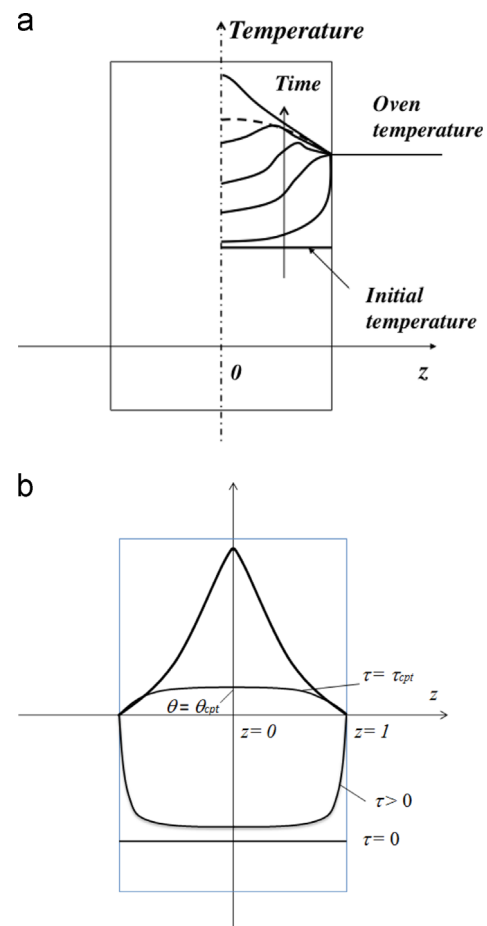 a
Temperature
Time
Oven
temperature
Initial
temperature
0
z
b
τ = τcpt
z
θ = θcpt
z= 0
z= 1
τ > 0
τ = 0